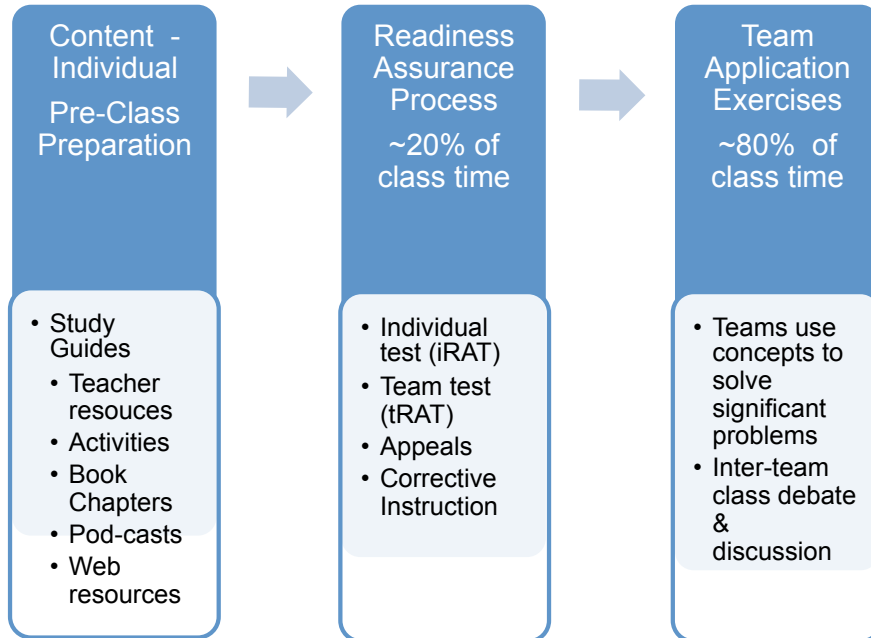 Content -
Individual
Pre-Class
Preparation
• Study
Guides
• Teacher
resouces
• Activities
• Book
Chapters
• Pod-casts
• Web
resources
Readiness
Assurance
Process
~20% of
class time
• Individual
test (iRAT)
• Team test
(tRAT)
• Appeals
• Corrective
Instruction
Team
Application
Exercises
~80% of
class time
• Teams use
concepts to
solve
significant
problems
• Inter-team
class debate
&
discussion